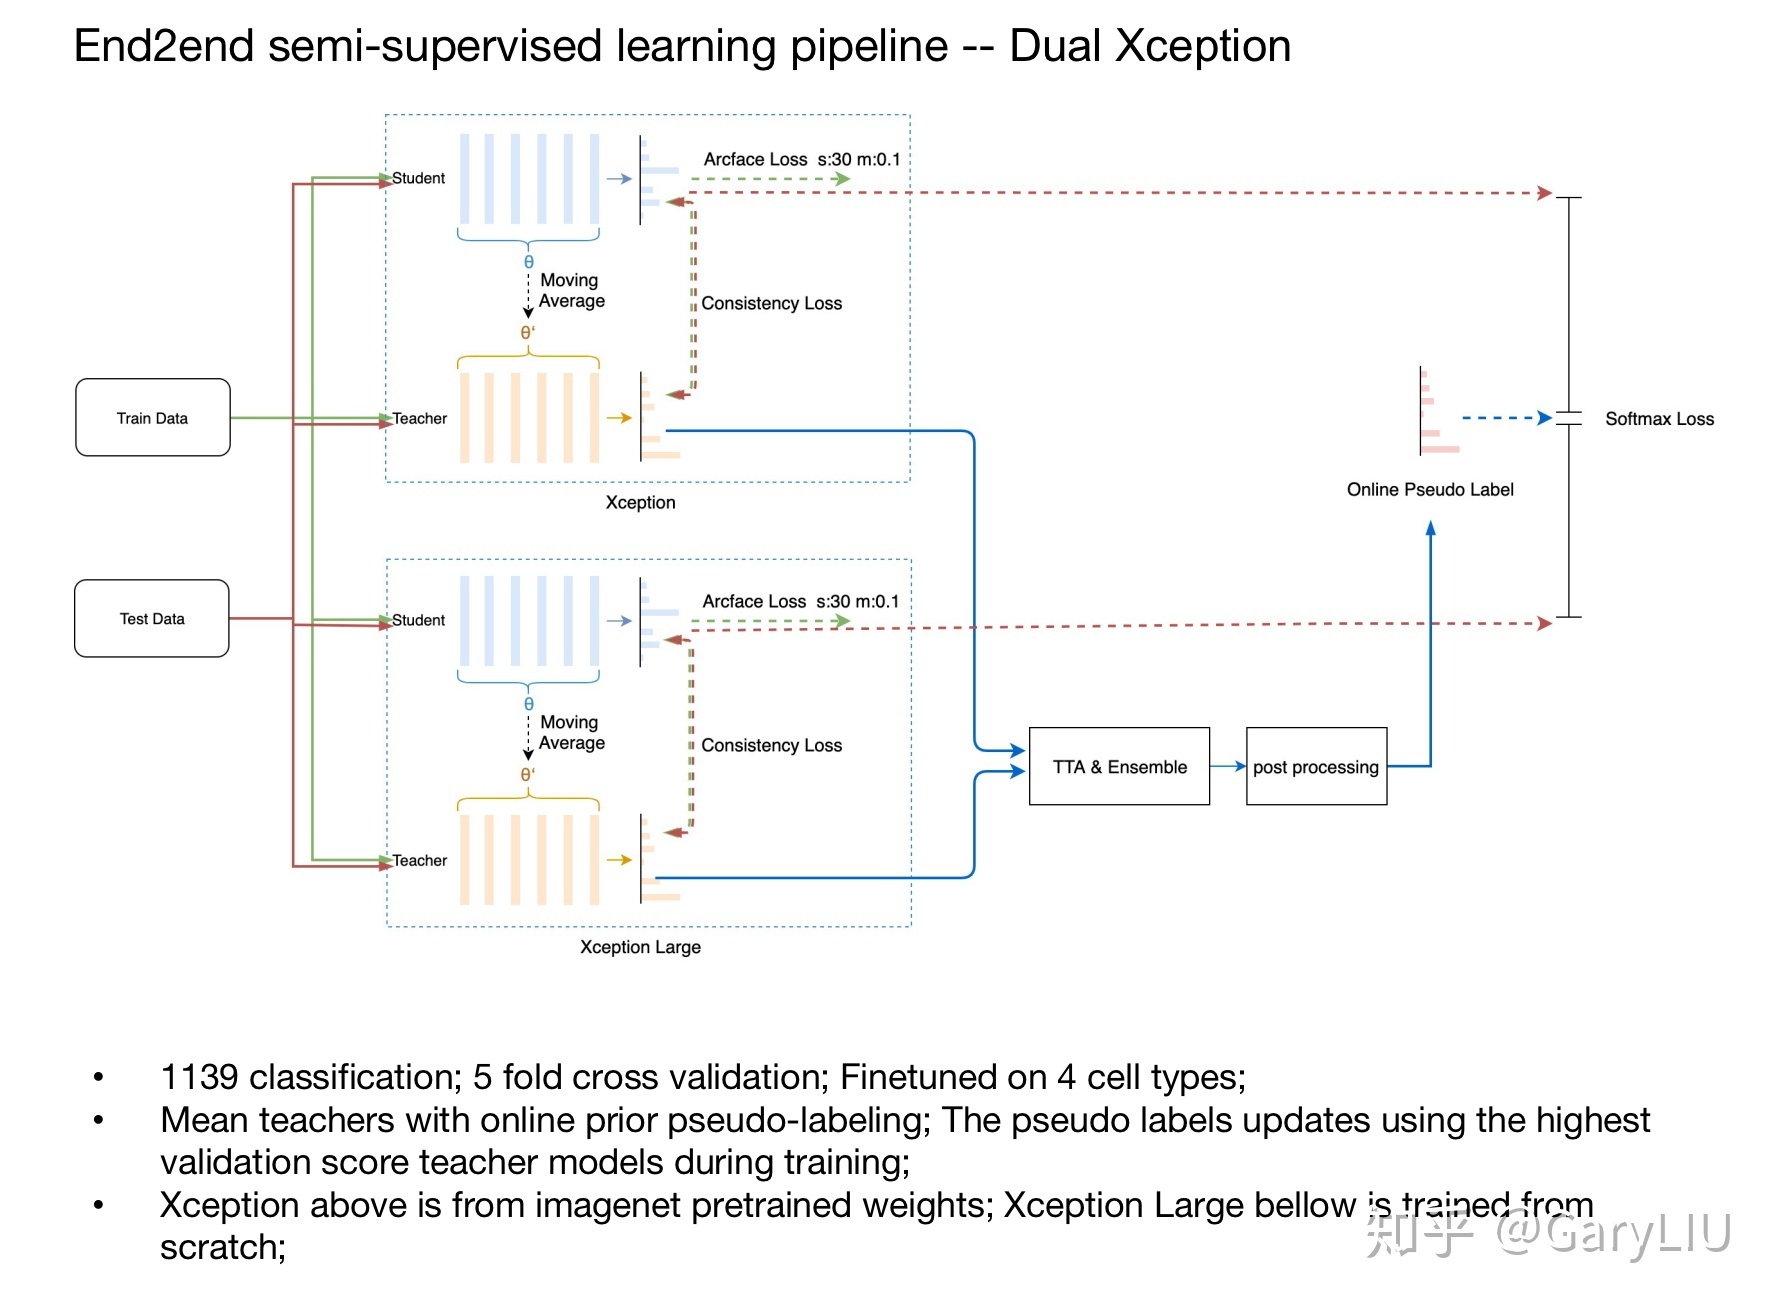 End2end semi-supervised learning pipeline -- Dual Xception
Student
Arcface Loss s:30 m:0.1
θ
Moving
Average
Consistency Loss
θ‘
Train Data
Teacher
Softmax Loss
Online Pseudo Label
Xception
Test Data
Student
Arcface Loss s:30 m:0.1
θ
Moving
Average
Consistency Loss
θ‘
TTA & Ensemble
post processing
Teacher
Xception Large
• 1139 classification; 5 fold cross validation; Finetuned on 4 cell types;
• Mean teachers with online prior pseudo-labeling; The pseudo labels updates using the highest
validation score teacher models during training;
• Xception above is from imagenet pretrained weights; Xception Large bellow is trained from
scratch;
知乎 @GaryLIU